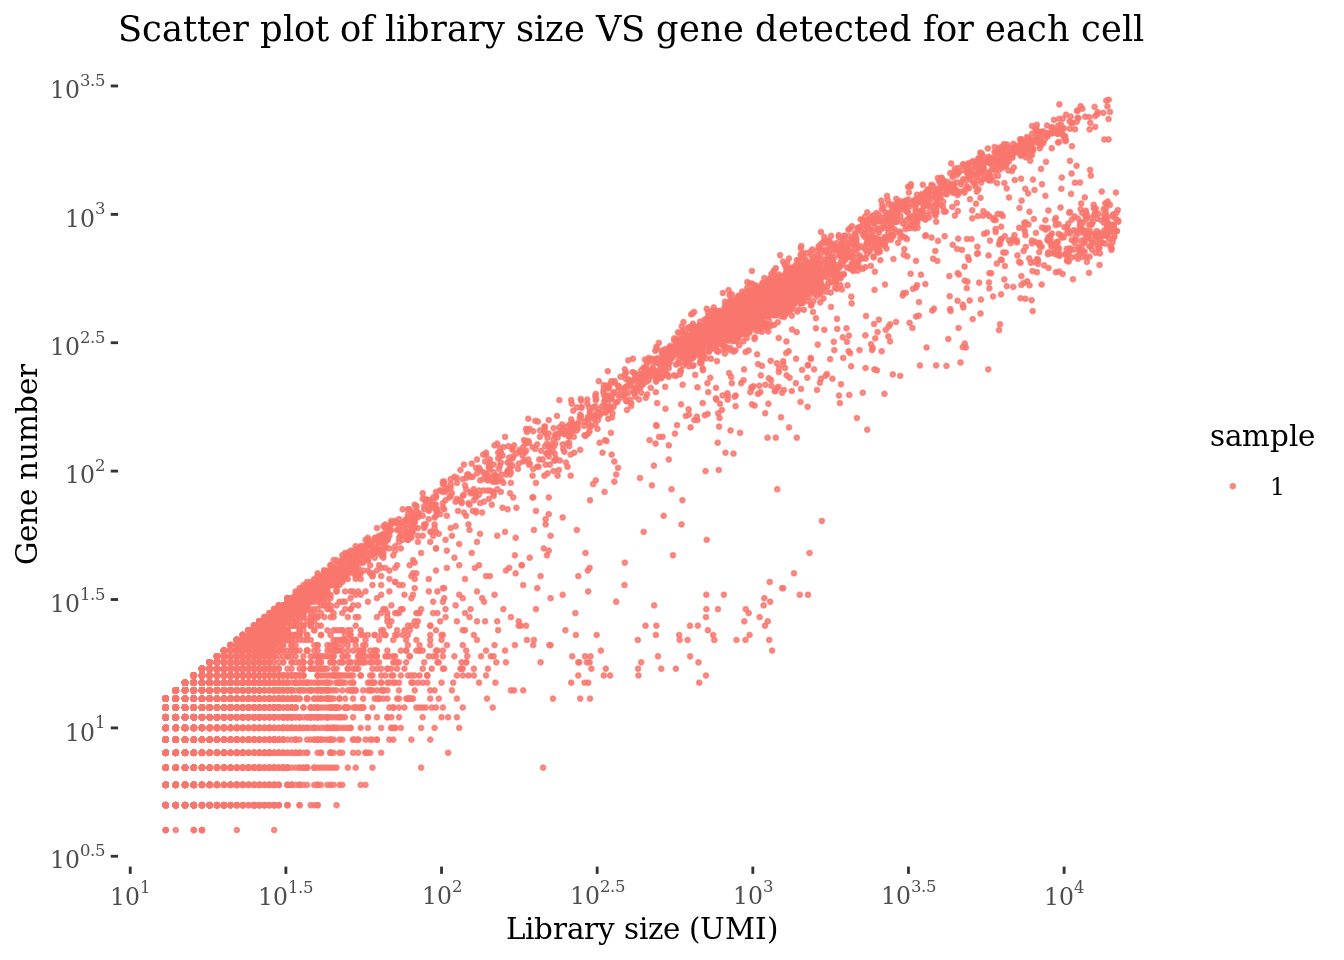 Scatter plot of library size VS gene detected for each cell
10^3.5
10^3
10^2.5
10^2
10^1.5
10^1
10^0.5
Gene number
10^1 10^1.5 10^2 10^2.5 10^3 10^3.5 10^4
Library size (UMI)
sample
1